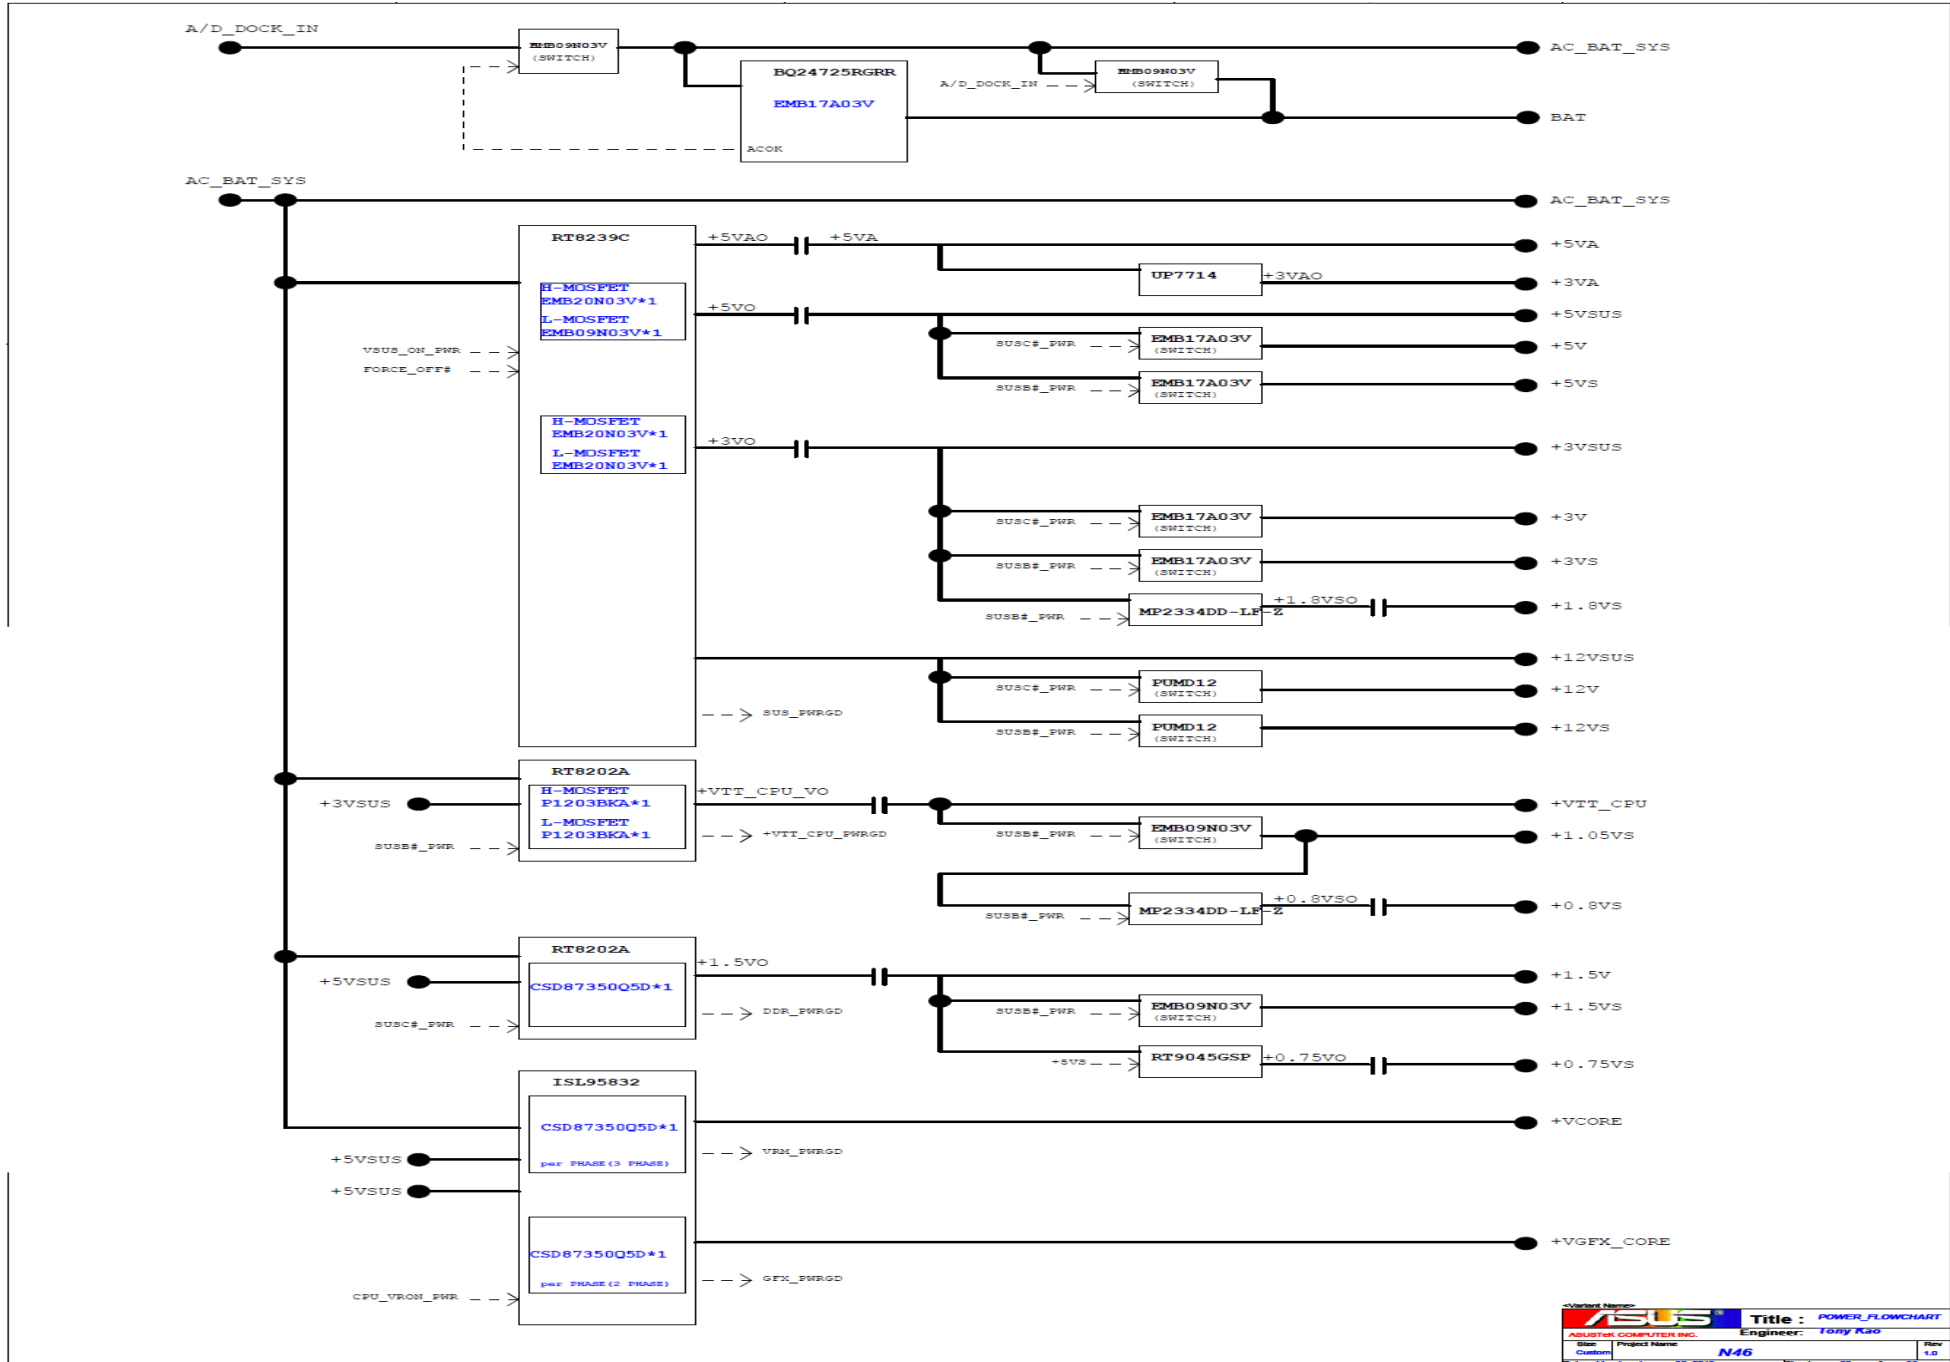 A/D_DOCK_IN
EMB09N03V
(SWITCH)
AC_BAT_SYS
BQ24725RGRR
EMB17A03V
ACOK
A/D_DOCK_IN
EMB09N03V
(SWITCH)
BAT
AC_BAT_SYS
AC_BAT_SYS
RT8239C
+5VAO
+5VA
+5VA
UP7714
+3VAO
+3VA
H-MOSFET
EMB20N03V*1
L-MOSFET
EMB09N03V*1
+5VO
+5VSUS
SUSC#_PWR
EMB17A03V
(SWITCH)
+5V
VSUS_ON_PWR
FORCE_OFF#
SUSB#_PWR
EMB17A03V
(SWITCH)
+5VS
H-MOSFET
EMB20N03V*1
L-MOSFET
EMB20N03V*1
+3VO
+3VSUS
SUSC#_PWR
EMB17A03V
(SWITCH)
+3V
SUSB#_PWR
EMB17A03V
(SWITCH)
+3VS
SUSB#_PWR
MP2334DD-LF-Z
+1.8VSO
+1.8VS
+12VSUS
SUSC#_PWR
PUMD12
(SWITCH)
+12V
SUS_PWRGD
SUSB#_PWR
PUMD12
(SWITCH)
+12VS
RT8202A
H-MOSFET
P1203BKA*1
L-MOSFET
P1203BKA*1
+3VSUS
SUSB#_PWR
+VTT_CPU_VO
+VTT_CPU
+VTT_CPU_PWRGD
SUSB#_PWR
EMB09N03V
(SWITCH)
+1.05VS
SUSB#_PWR
MP2334DD-LF-Z
+0.8VSO
+0.8VS
RT8202A
CSD87350Q5D*1
+5VSUS
SUSC#_PWR
+1.5VO
+1.5V
DDR_PWRGD
SUSB#_PWR
EMB09N03V
(SWITCH)
+1.5VS
+5VS
RT9045GSP
+0.75VO
+0.75VS
ISL95832
CSD87350Q5D*1
per PHASE(3 PHASE)
+VCORE
VRM_PWRGD
+5VSUS
+5VSUS
CSD87350Q5D*1
per PHASE(2 PHASE)
+VGFX_CORE
GFX_PWRGD
CPU_VRON_PWR
<Variant Name>
ASUS
Title : POWER_FLOWCHART
ASUSTeK COMPUTER INC.
Engineer: Tony Kao
Size
Project Name
Rev
Custom
N46
1.0